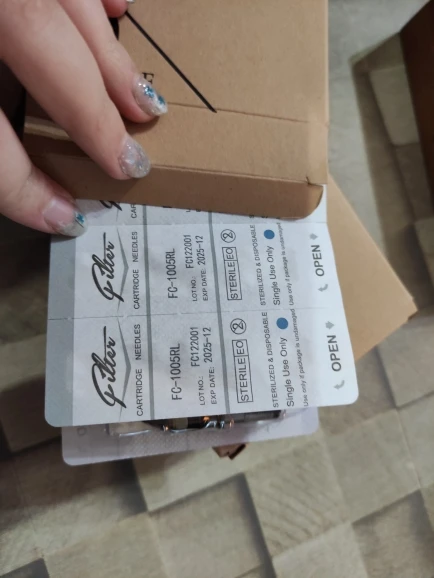 Filter
CARTRIDGE NEEDLES
FC-1005RL
LOT NO. FC122001
EXP DATE: 2025-12
STERILE EO 2
STERILIZED & DISPOSABLE
Single Use Only
Use only if package is undamaged
OPEN
Filter
CARTRIDGE NEEDLES
FC-1005RL
LOT NO. FC122001
EXP DATE: 2025-12
STERILE EO 2
STERILIZED & DISPOSABLE
Single Use Only
Use only if package is undamaged
OPEN